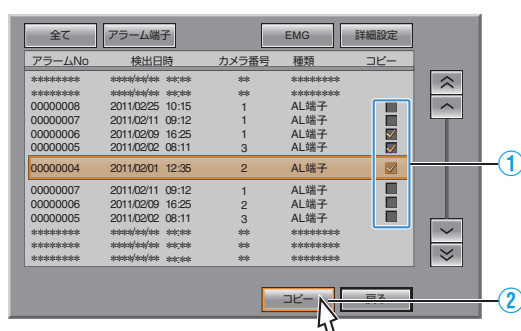 全て アラーム端子 EMG 詳細設定
アラームNo 検出日時 カメラ番号 種類 コピー
******** ****/**/** **:** ** ********
******** ****/**/** **:** ** ********
00000008 2011/02/25 10:15 1 AL端子
00000007 2011/02/11 09:12 1 AL端子
00000006 2011/02/09 16:25 1 AL端子
00000005 2011/02/02 08:11 3 AL端子
00000004 2011/02/01 12:35 2 AL端子
00000007 2011/02/11 09:12 1 AL端子
00000006 2011/02/09 16:25 2 AL端子
00000005 2011/02/02 08:11 3 AL端子
******** ****/**/** **:** ** ********
******** ****/**/** **:** ** ********
******** ****/**/** **:** ** ********
1
コピー 戻る
2